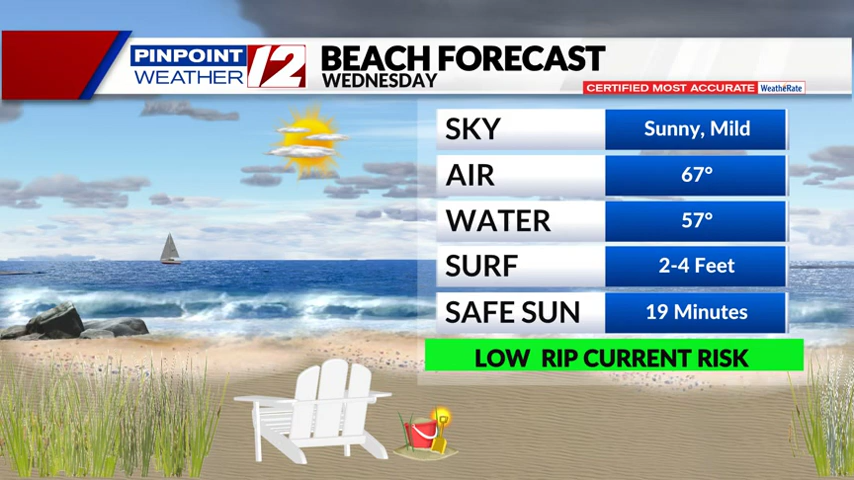 PINPOINT
WEATHER 12
BEACH FORECAST
WEDNESDAY
CERTIFIED MOST ACCURATE WeatheRate
SKY Sunny, Mild
AIR 67°
WATER 57°
SURF 2-4 Feet
SAFE SUN 19 Minutes
LOW RIP CURRENT RISK